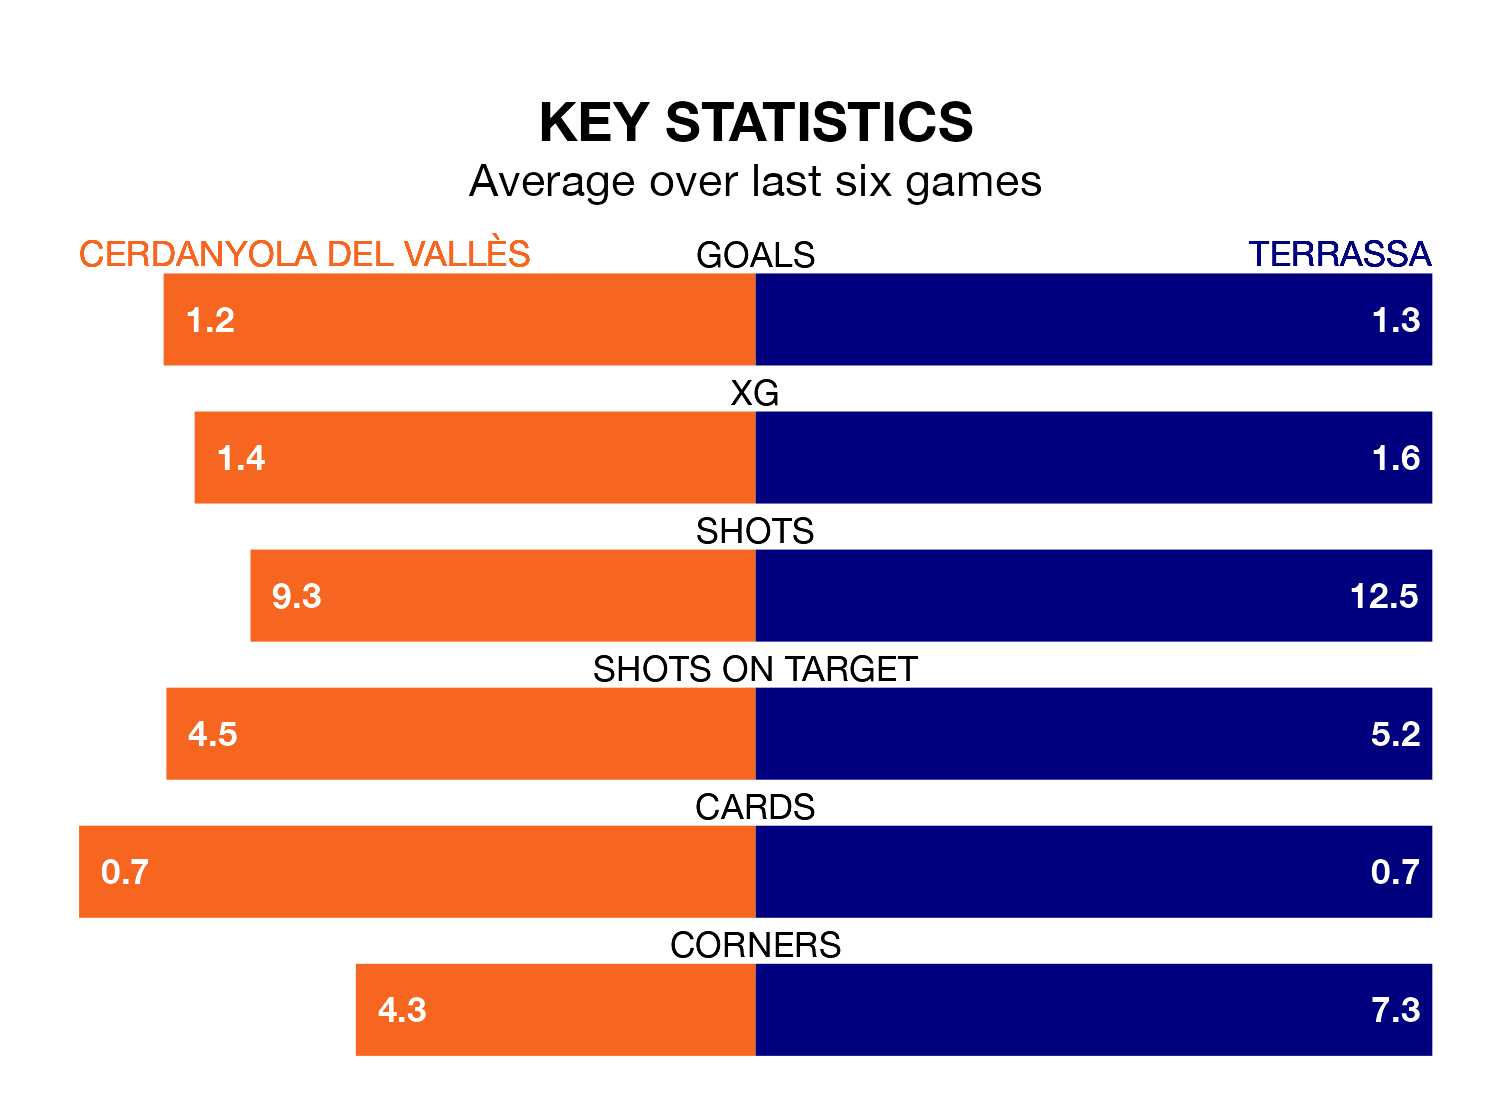 KEY STATISTICS
Average over last six games
CERDANYOLA DEL VALLÈS GOALS TERRASSA
1.2 1.3
XG
1.4 1.6
SHOTS
9.3 12.5
SHOTS ON TARGET
4.5 5.2
CARDS
0.7 0.7
CORNERS
4.3 7.3